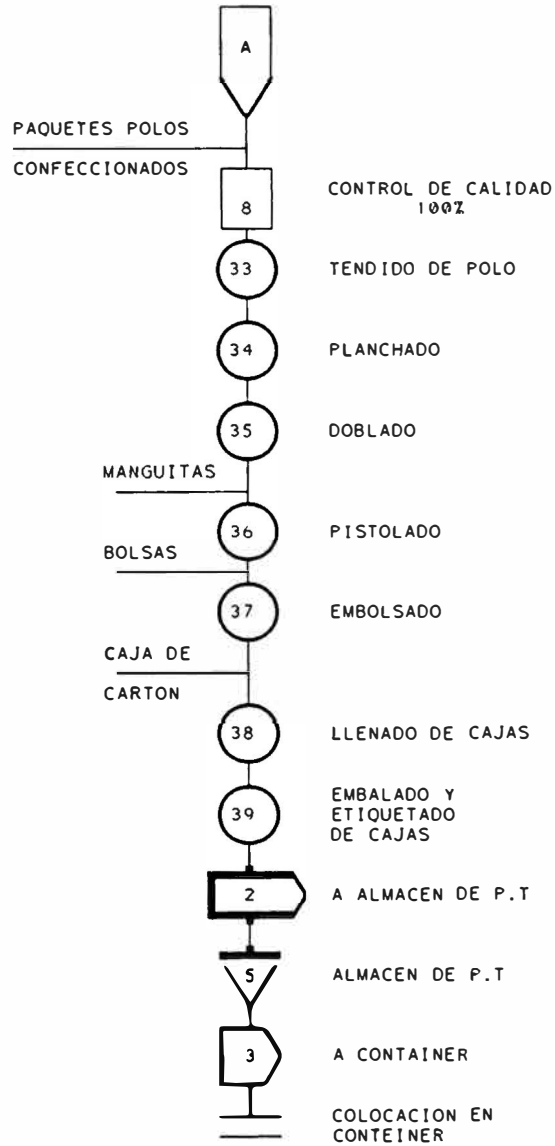 A
PAQUETES POLOS
CONFECCIONADOS
8
CONTROL DE CALIDAD
100%
33
TENDIDO DE POLO
34
PLANCHADO
35
DOBLADO
MANGUITAS
36
PISTOLADO
BOLSAS
37
EMBOLSADO
CAJA DE
CARTON
38
LLENADO DE CAJAS
39
EMBALADO Y
ETIQUETADO
DE CAJAS
2
A ALMACEN DE P.T
5
ALMACEN DE P.T
3
A CONTAINER
COLOCACION EN
CONTEINER